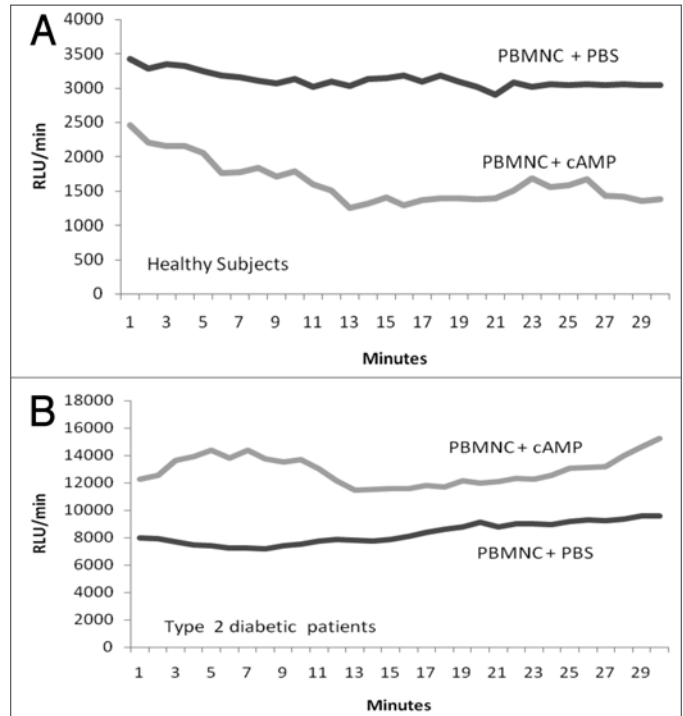 A
4000
3500
3000
2500
2000
1500
1000
500
0
RLU/min
PBMNC + PBS
PBMNC + cAMP
Healthy Subjects
1 3 5 7 9 11 13 15 17 19 21 23 25 27 29
Minutes
B
18000
16000
14000
12000
10000
8000
6000
4000
2000
0
RLU/min
PBMNC + cAMP
PBMNC + PBS
Type 2 diabetic patients
1 3 5 7 9 11 13 15 17 19 21 23 25 27 29
Minutes